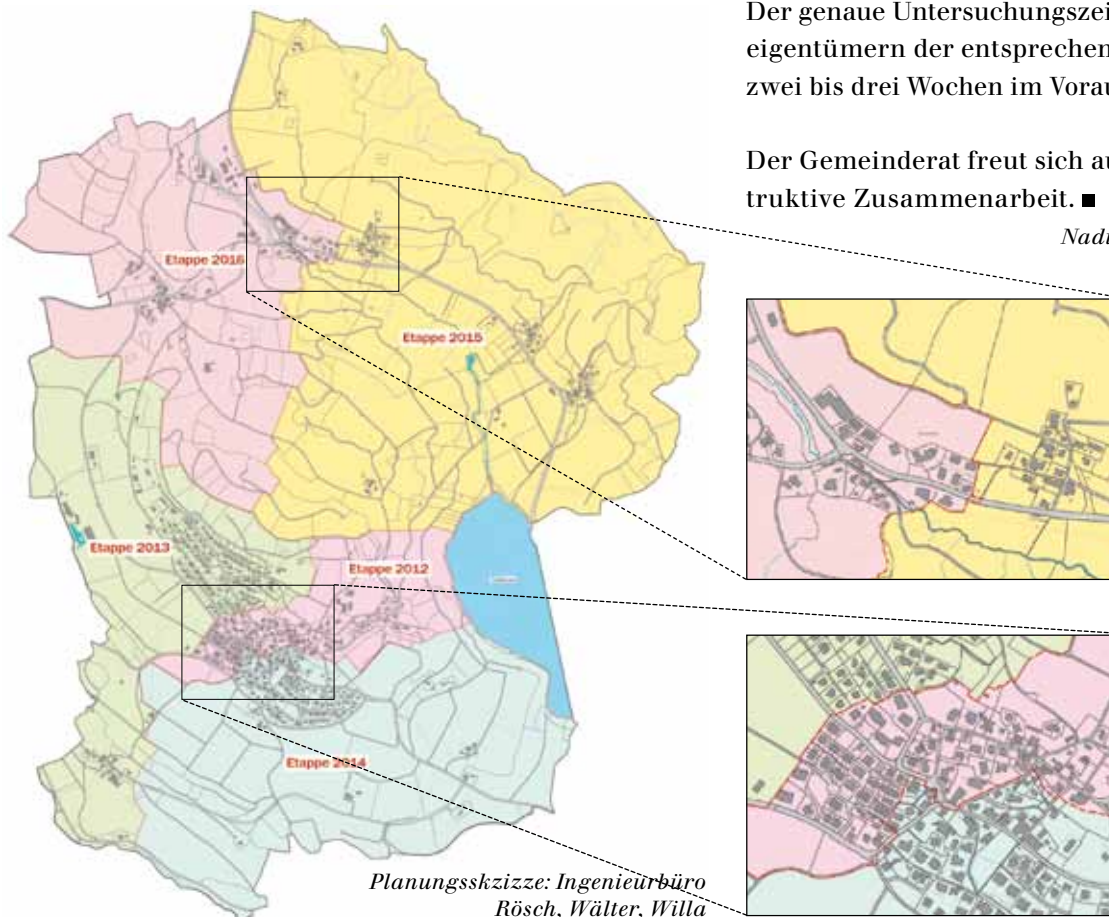 Der genaue Untersuchungszei
eigentümern der entsprechen
zwei bis drei Wochen im Vorau
Der Gemeinderat freut sich au
truktive Zusammenarbeit. ■
Nadi
Etappe 2016
Etappe 2015
Etappe 2013
Etappe 2012
Etappe 2014
Planungsskzizze: Ingenieurbüro
Rösch, Wälter, Willa